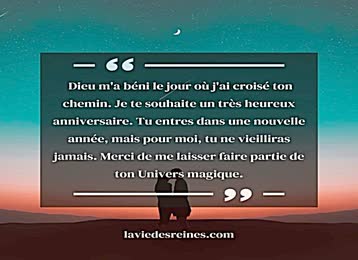 “
Dieu m'a béni le jour où j'ai croisé ton
chemin. Je te souhaite un très heureux
anniversaire. Tu entres dans une nouvelle
année, mais pour moi, tu ne vieilliras
jamais. Merci de me laisser faire partie de
ton Univers magique.
”
laviedesreines.com